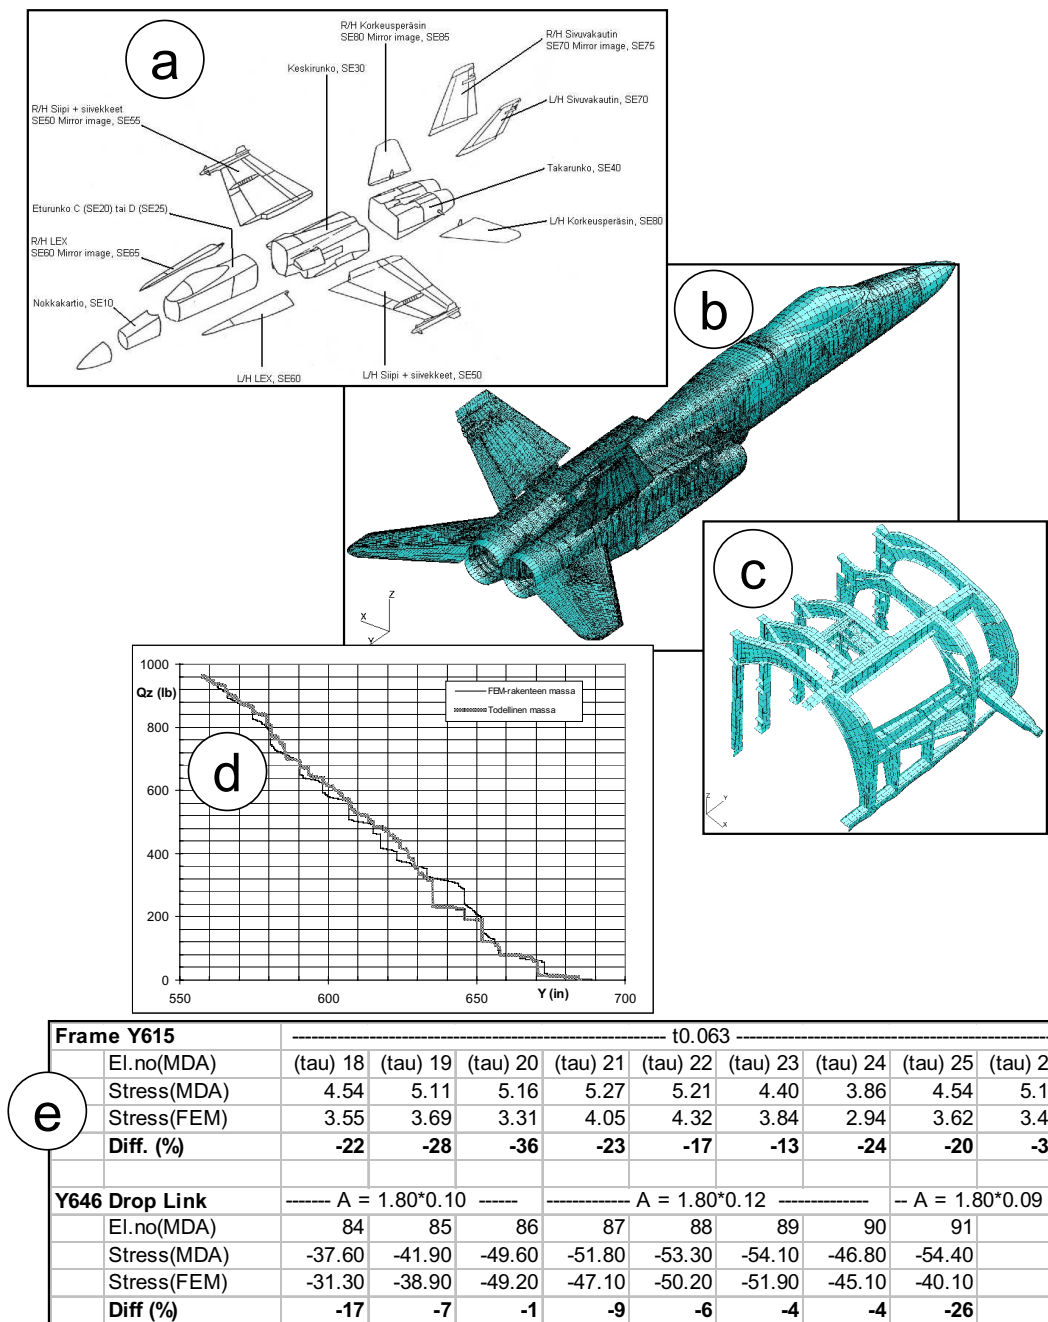 a
R/H Korkeusperäsin
SE80 Mirror image, SE85
R/H Sivuvakautin
SE70 Mirror image, SE75
Keskirunko, SE30
L/H Sivuvakautin, SE70
R/H Siipi + siivekkeet
SE50 Mirror image, SE55
Takarunko, SE40
Eturunko C (SE20) tai D (SE25)
L/H Korkeusperäsin, SE80
R/H LEX
SE60 Mirror image, SE65
Nokkakartio, SE10
L/H LEX, SE60
L/H Siipi + siivekkeet, SE50
b
Z
X
Y
c
Z
Y
X
d
1000
Qz (lb)
800
600
400
200
0
FEM-rakenteen massa
Todellinen massa
550 600 650 700
Y (in)
e
Frame Y615 t0.063
El.no(MDA) (tau) 18 (tau) 19 (tau) 20 (tau) 21 (tau) 22 (tau) 23 (tau) 24 (tau) 25 (tau) 2
Stress(MDA) 4.54 5.11 5.16 5.27 5.21 4.40 3.86 4.54 5.1
Stress(FEM) 3.55 3.69 3.31 4.05 4.32 3.84 2.94 3.62 3.4
Diff. (%) -22 -28 -36 -23 -17 -13 -24 -20 -3
Y646 Drop Link ------- A = 1.80*0.10 ------ ------------- A = 1.80*0.12 -------------- -- A = 1.80*0.09
El.no(MDA) 84 85 86 87 88 89 90 91
Stress(MDA) -37.60 -41.90 -49.60 -51.80 -53.30 -54.10 -46.80 -54.40
Stress(FEM) -31.30 -38.90 -49.20 -47.10 -50.20 -51.90 -45.10 -40.10
Diff (%) -17 -7 -1 -9 -6 -4 -4 -26